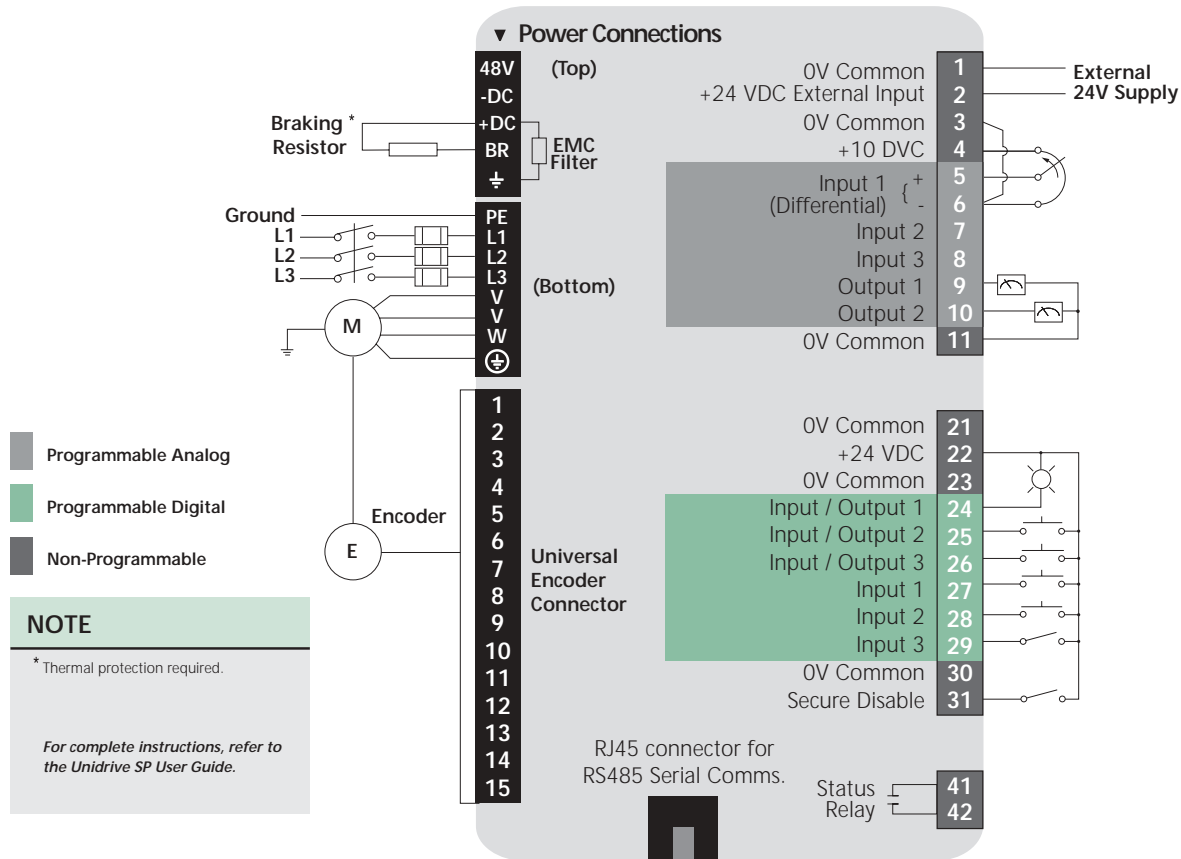 ▼ Power Connections
48V (Top)
-DC
+DC
BR
Braking *
Resistor
EMC
Filter
Ground
L1
L2
L3
PE
L1
L2
L3
V
V
W
(Bottom)
M
E
Encoder
1
2
3
4
5
6
7
8
9
10
11
12
13
14
15
Universal
Encoder
Connector
0V Common 1
+24 VDC External Input 2
0V Common 3
+10 DVC 4
Input 1 { + 5
(Differential) - 6
Input 2 7
Input 3 8
Output 1 9
Output 2 10
0V Common 11
External
24V Supply
0V Common 21
+24 VDC 22
0V Common 23
Input / Output 1 24
Input / Output 2 25
Input / Output 3 26
Input 1 27
Input 2 28
Input 3 29
0V Common 30
Secure Disable 31
RJ45 connector for
RS485 Serial Comms.
Status 41
Relay 42
Programmable Analog
Programmable Digital
Non-Programmable
NOTE
* Thermal protection required.
For complete instructions, refer to
the Unidrive SP User Guide.